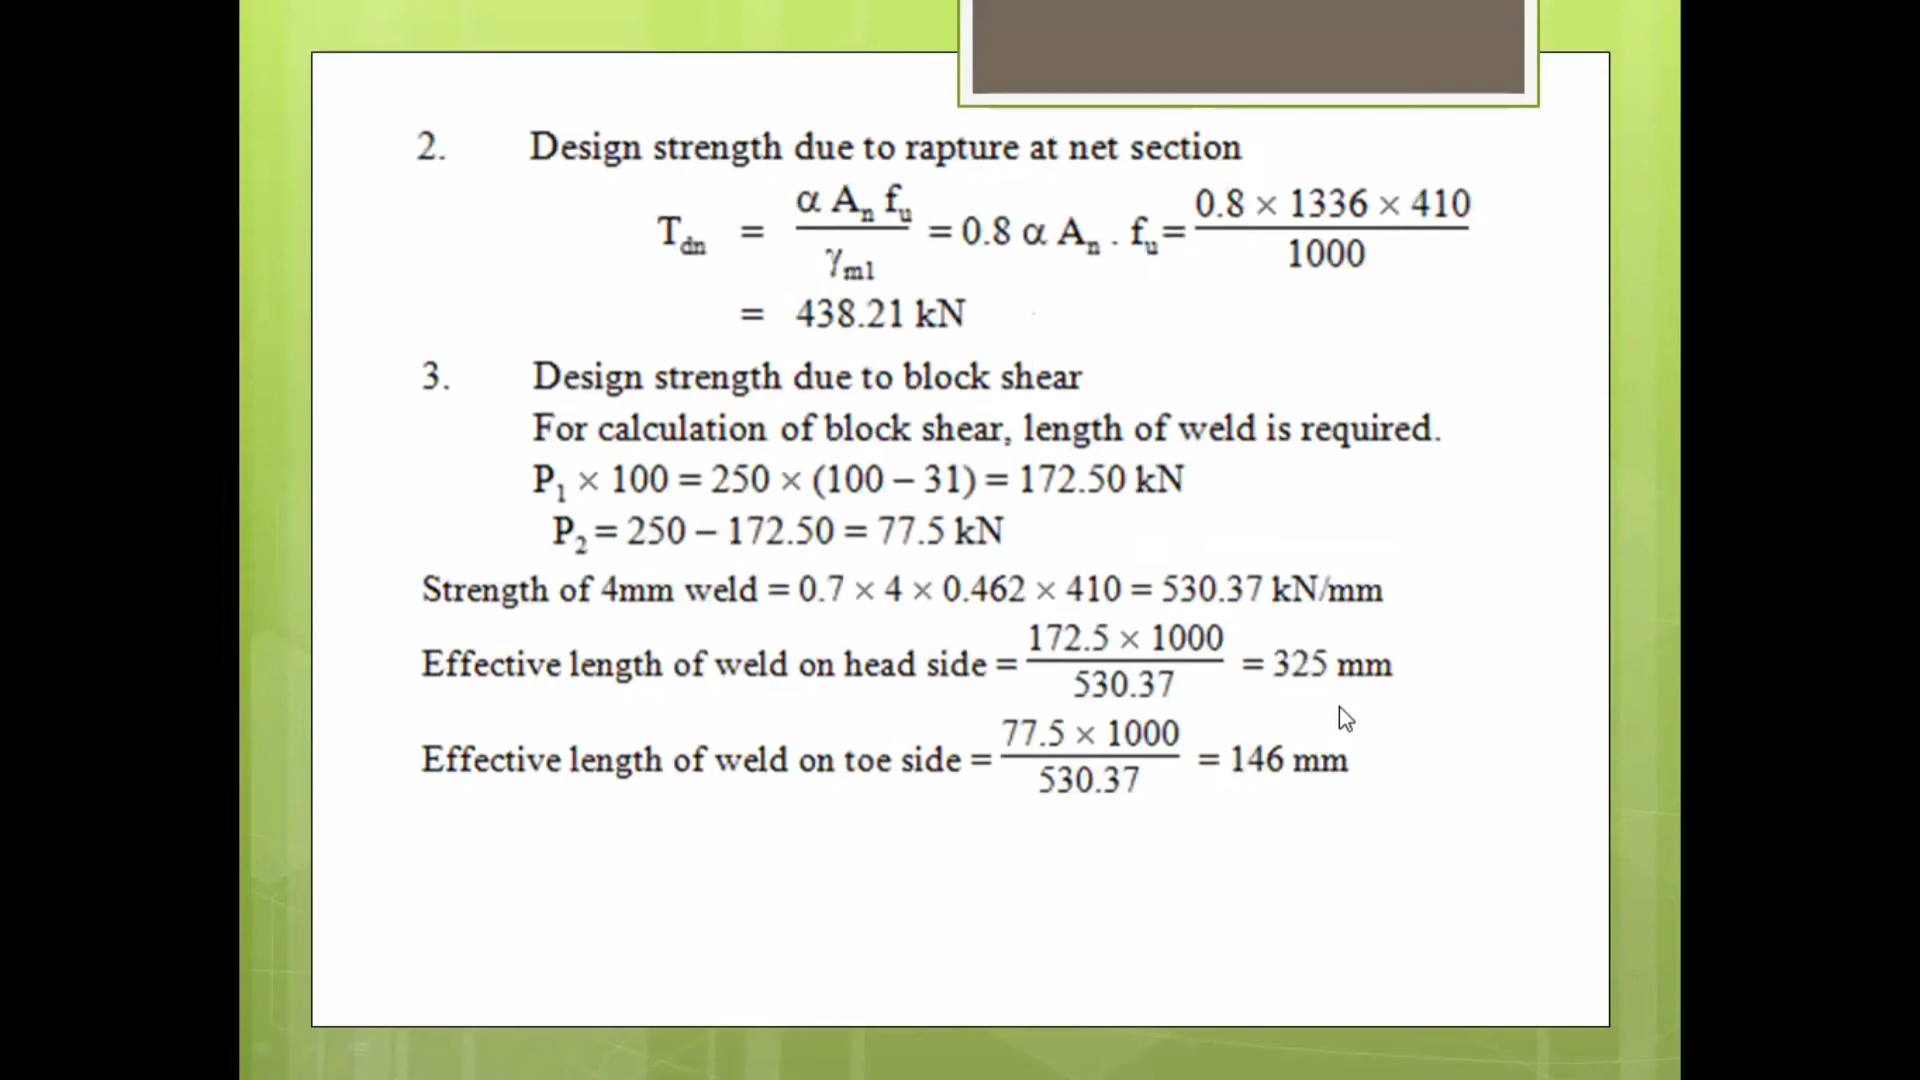 2. Design strength due to rapture at net section
T_dn = α A_n f_u / γ_m1 = 0.8 α A_n . f_u = 0.8 × 1336 × 410 / 1000
= 438.21 kN
3. Design strength due to block shear
For calculation of block shear, length of weld is required.
P_1 × 100 = 250 × (100 – 31) = 172.50 kN
P_2 = 250 – 172.50 = 77.5 kN
Strength of 4mm weld = 0.7 × 4 × 0.462 × 410 = 530.37 kN/mm
Effective length of weld on head side = 172.5 × 1000 / 530.37 = 325 mm
Effective length of weld on toe side = 77.5 × 1000 / 530.37 = 146 mm